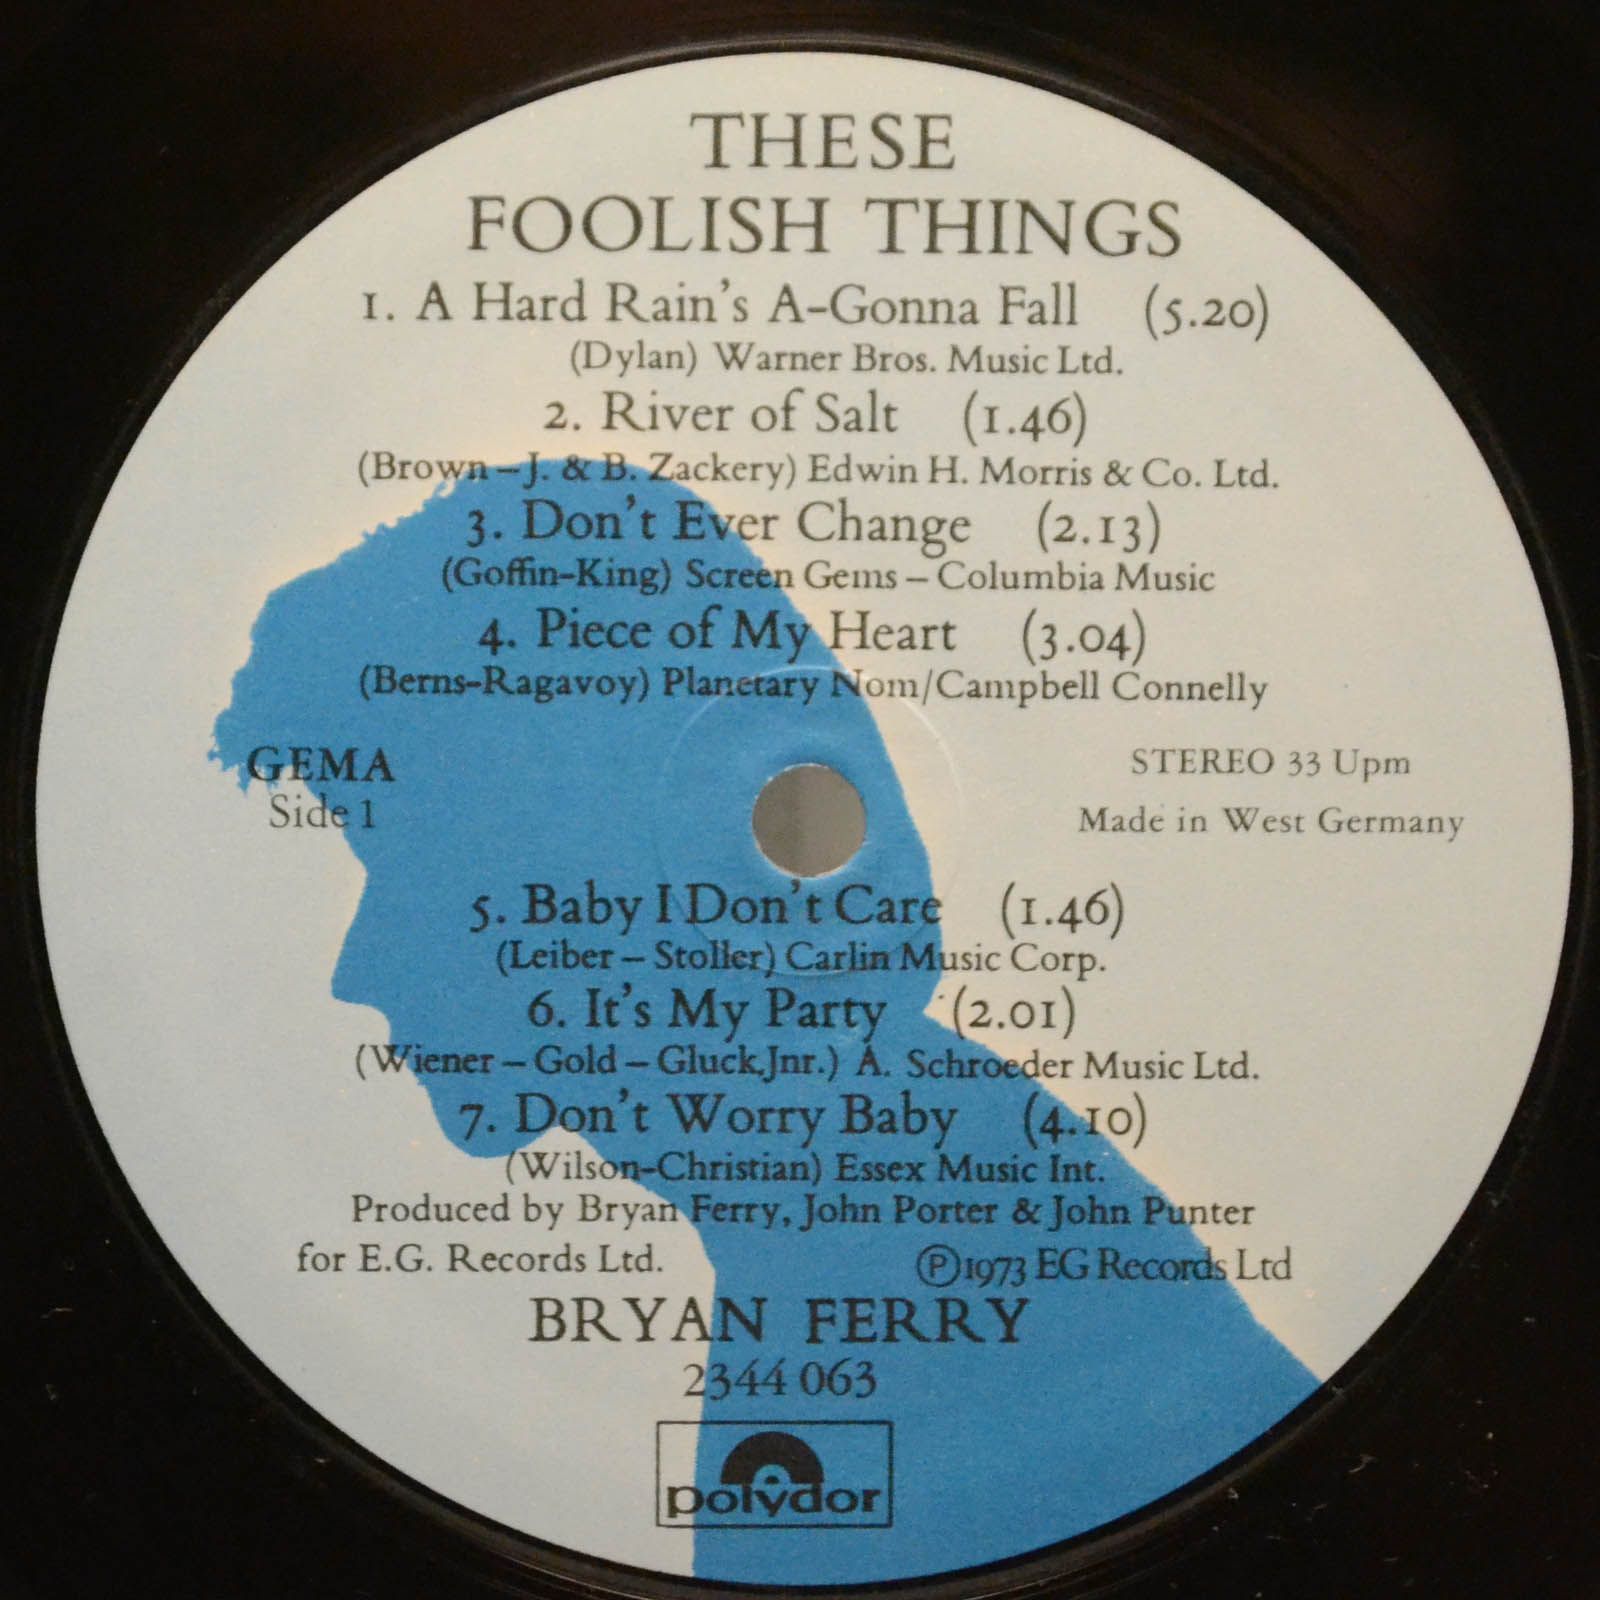 THESE
FOOLISH THINGS
1. A Hard Rain's A-Gonna Fall (5.20)
(Dylan) Warner Bros. Music Ltd.
2. River of Salt (1.46)
(Brown – J. & B. Zackery) Edwin H. Morris & Co. Ltd.
3. Don't Ever Change (2.13)
(Goffin-King) Screen Gems – Columbia Music
4. Piece of My Heart (3.04)
(Berns-Ragavoy) Planetary Nom/Campbell Connelly
GEMA
Side 1
STEREO 33 Upm
Made in West Germany
5. Baby I Don't Care (1.46)
(Leiber – Stoller) Carlin Music Corp.
6. It's My Party (2.01)
(Wiener – Gold – Gluck,Jnr.) A. Schroeder Music Ltd.
7. Don't Worry Baby (4.10)
(Wilson-Christian) Essex Music Int.
Produced by Bryan Ferry, John Porter & John Punter
for E.G. Records Ltd. Ⓟ1973 EG Records Ltd
BRYAN FERRY
2344 063
polydor